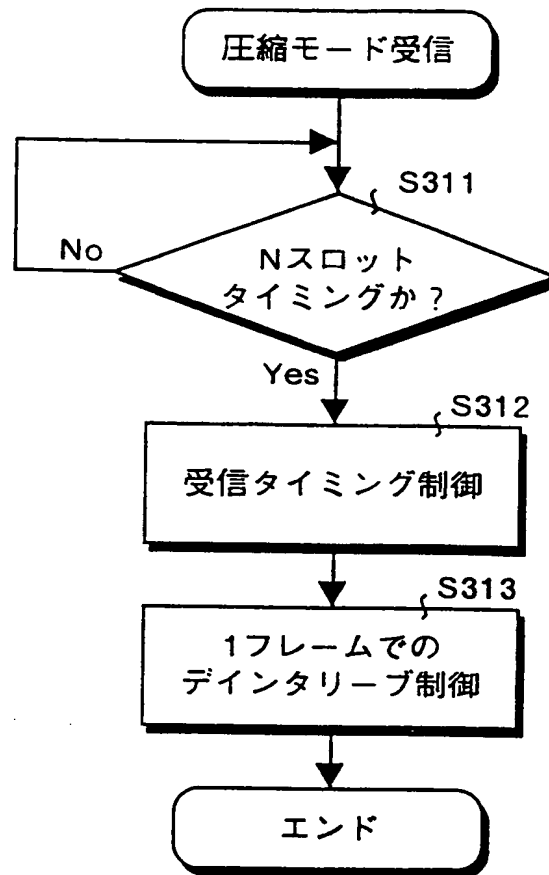 圧縮モード受信
S311
No
Nスロット
タイミングか?
Yes
S312
受信タイミング制御
S313
1フレームでの
デインタリーブ制御
エンド